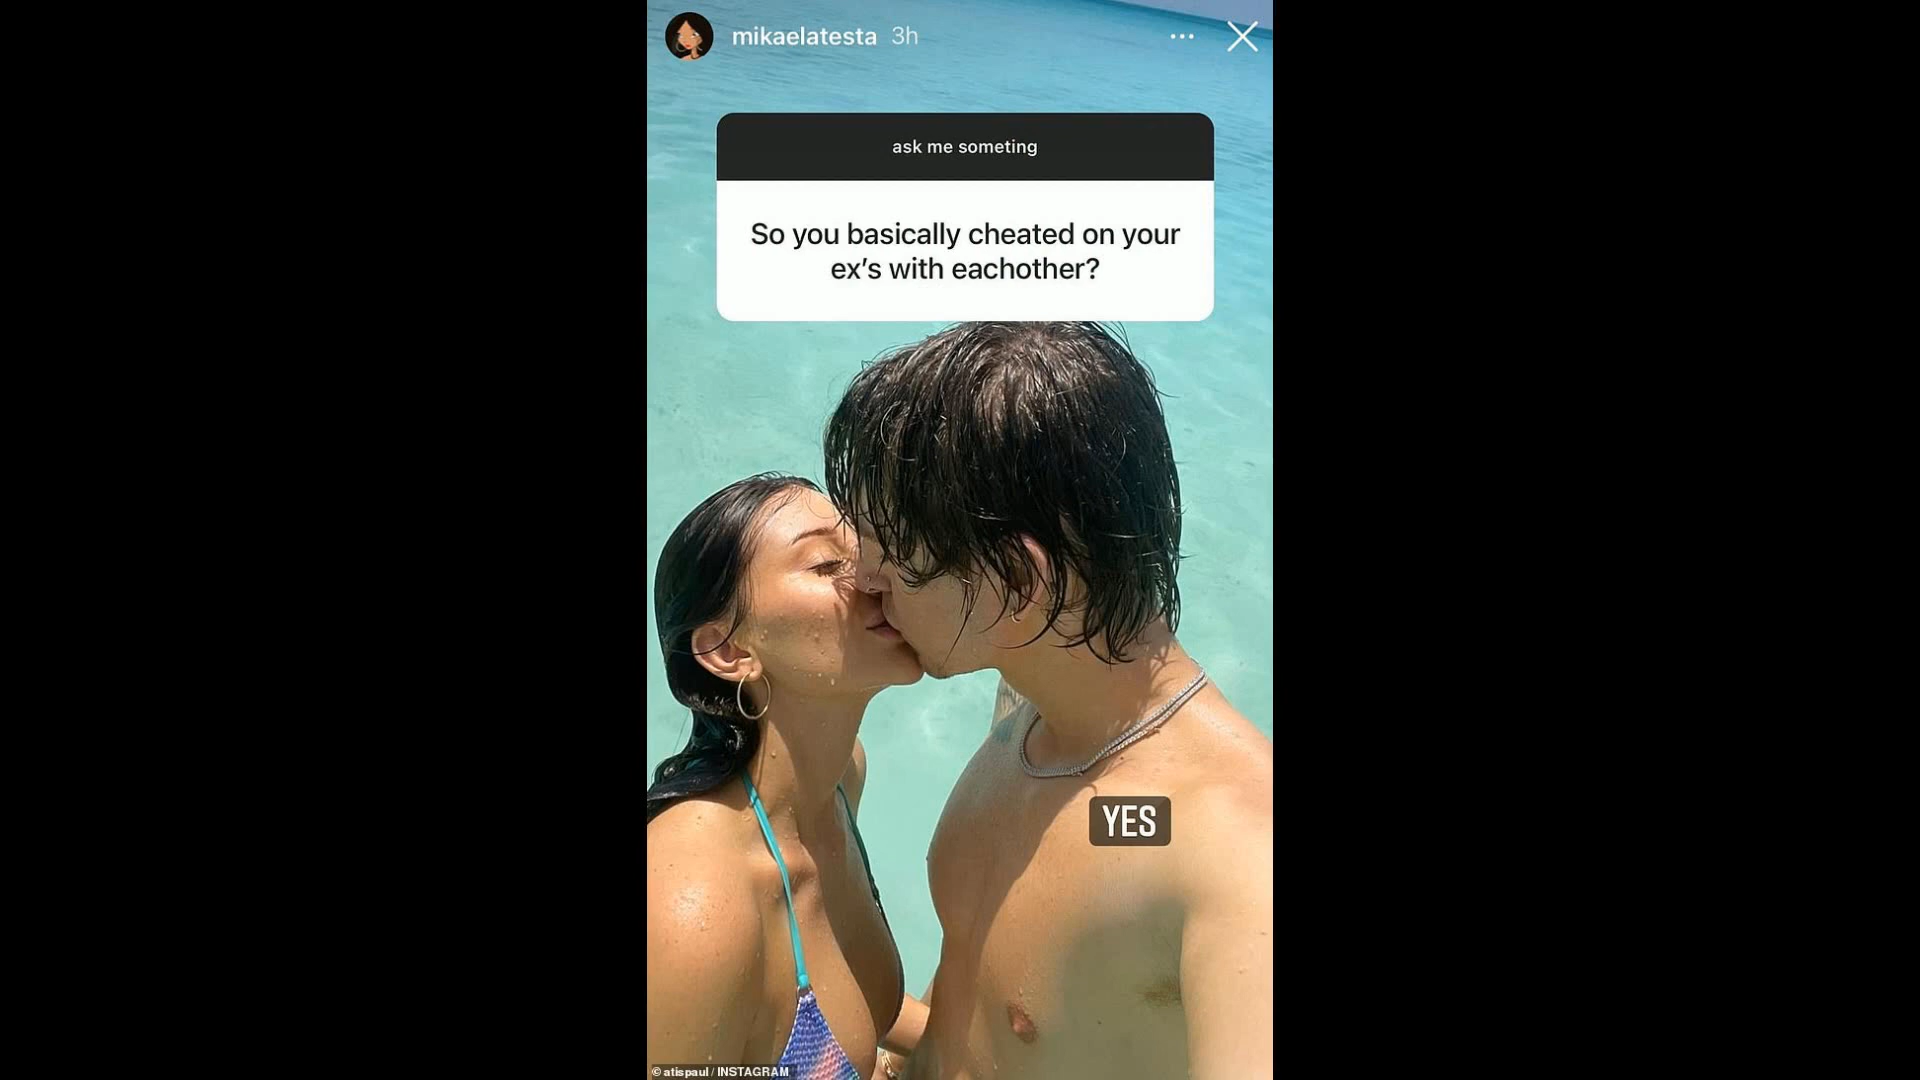 mikaelatesta 3h
ask me someting
So you basically cheated on your
ex’s with eachother?
YES
© atispaul / INSTAGRAM